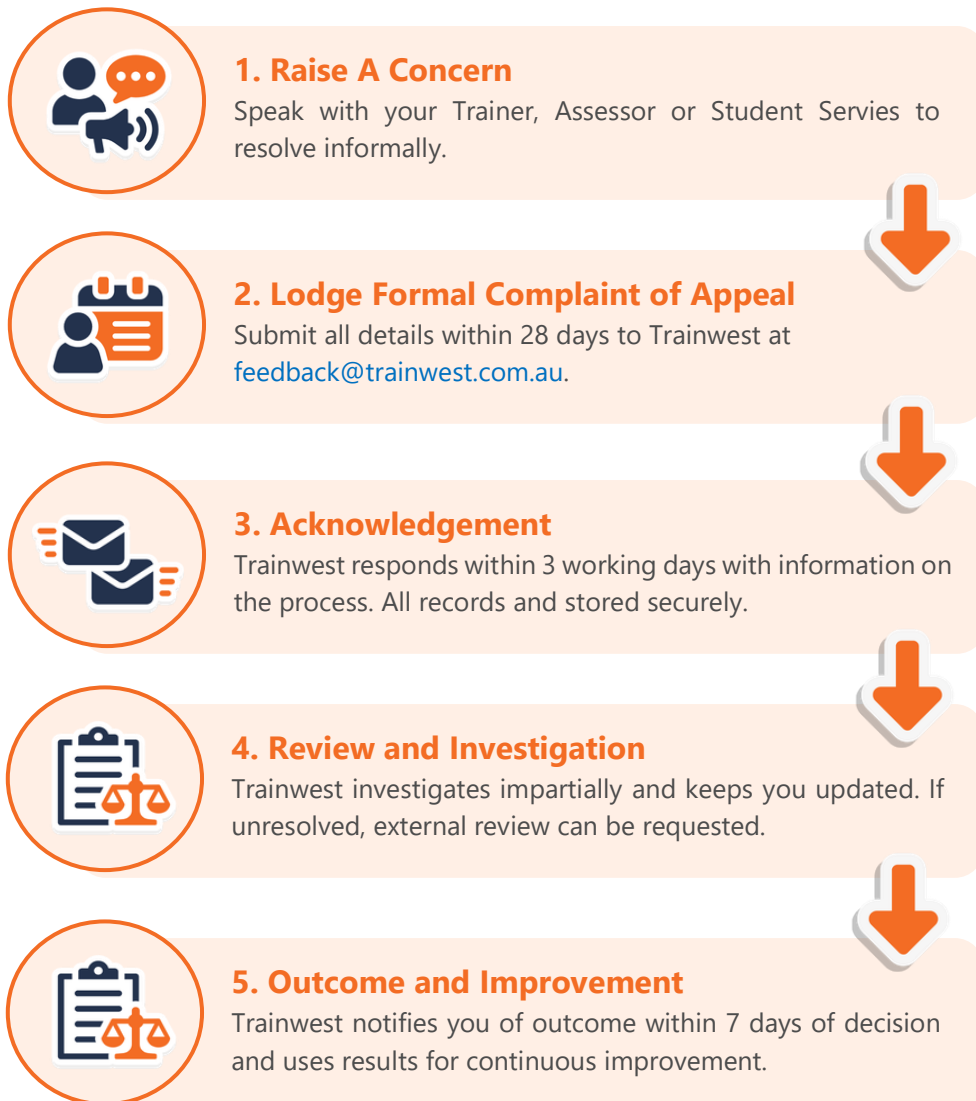 1. Raise A Concern
Speak with your Trainer, Assessor or Student Servies to
resolve informally.
2. Lodge Formal Complaint of Appeal
Submit all details within 28 days to Trainwest at
feedback@trainwest.com.au.
3. Acknowledgement
Trainwest responds within 3 working days with information on
the process. All records and stored securely.
4. Review and Investigation
Trainwest investigates impartially and keeps you updated. If
unresolved, external review can be requested.
5. Outcome and Improvement
Trainwest notifies you of outcome within 7 days of decision
and uses results for continuous improvement.